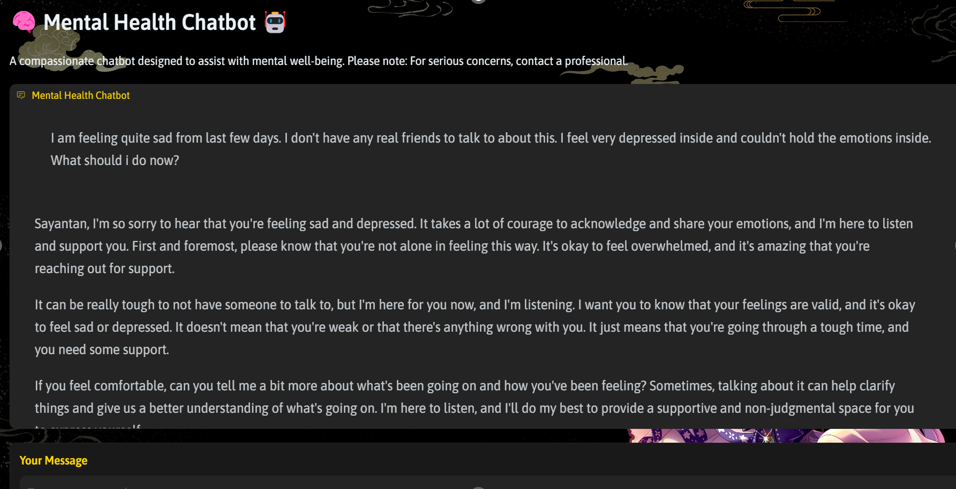 Mental Health Chatbot
A compassionate chatbot designed to assist with mental well-being. Please note: For serious concerns, contact a professional.
Mental Health Chatbot
I am feeling quite sad from last few days. I don't have any real friends to talk to about this. I feel very depressed inside and couldn't hold the emotions inside.
What should i do now?
Sayantan, I'm so sorry to hear that you're feeling sad and depressed. It takes a lot of courage to acknowledge and share your emotions, and I'm here to listen
and support you. First and foremost, please know that you're not alone in feeling this way. It's okay to feel overwhelmed, and it's amazing that you're
reaching out for support.
It can be really tough to not have someone to talk to, but I'm here for you now, and I'm listening. I want you to know that your feelings are valid, and it's okay
to feel sad or depressed. It doesn't mean that you're weak or that there's anything wrong with you. It just means that you're going through a tough time, and
you need some support.
If you feel comfortable, can you tell me a bit more about what's been going on and how you've been feeling? Sometimes, talking about it can help clarify
things and give us a better understanding of what's going on. I'm here to listen, and I'll do my best to provide a supportive and non-judgmental space for you
Your Message